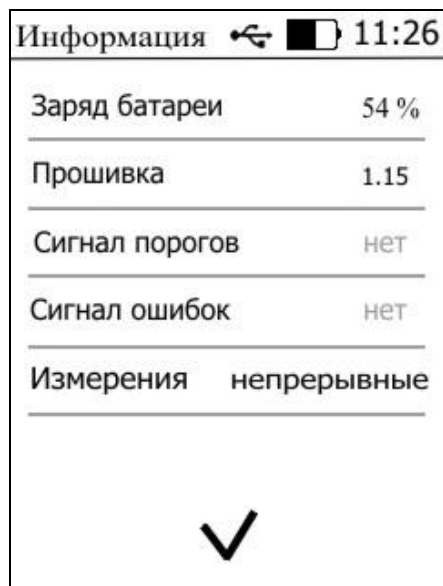 Информация 11:26
Заряд батареи 54 %
Прошивка 1.15
Сигнал порогов нет
Сигнал ошибок нет
Измерения непрерывные